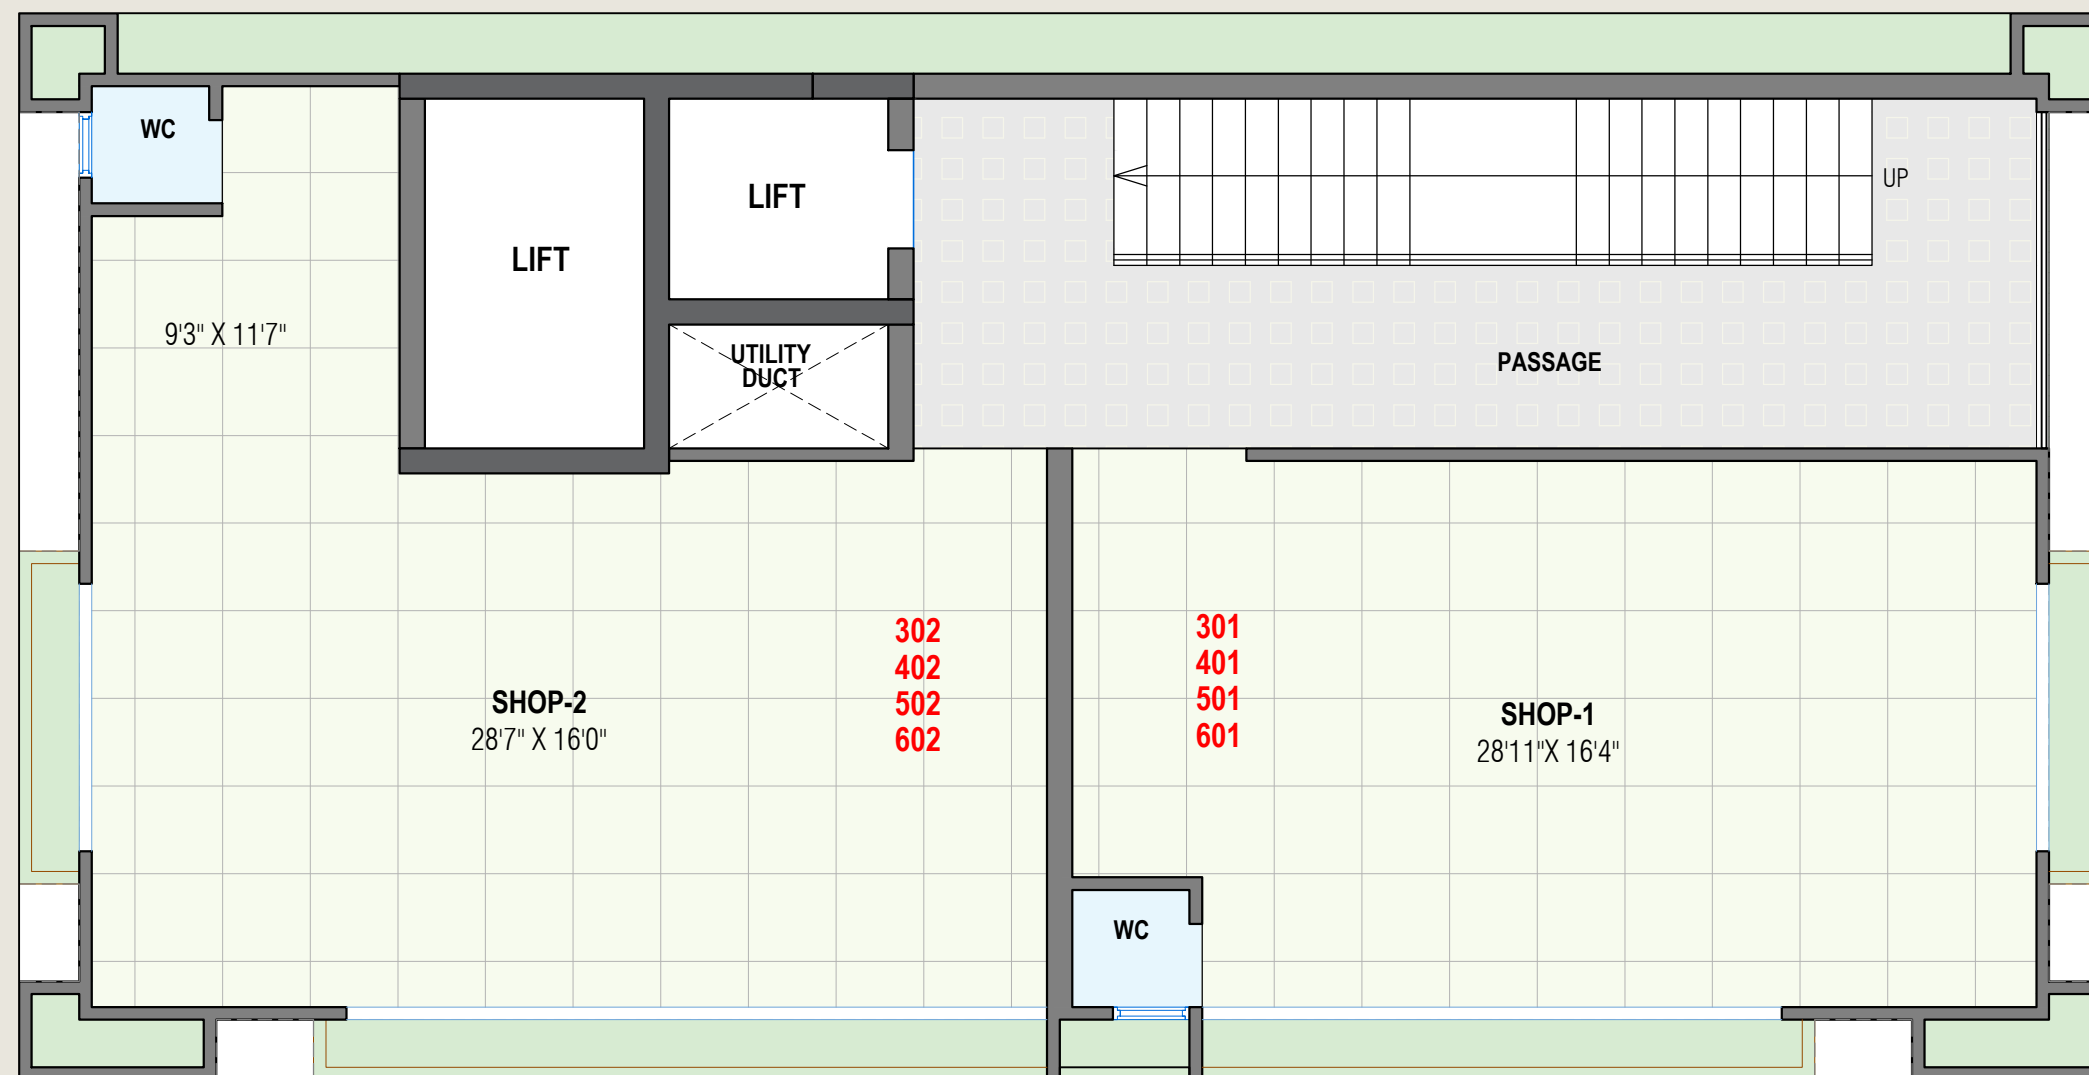 WC
LIFT
LIFT
UP
9'3" X 11'7"
UTILITY
DUCT
PASSAGE
302
402
502
602
301
401
501
601
SHOP-2
28'7" X 16'0"
SHOP-1
28'11"X 16'4"
WC